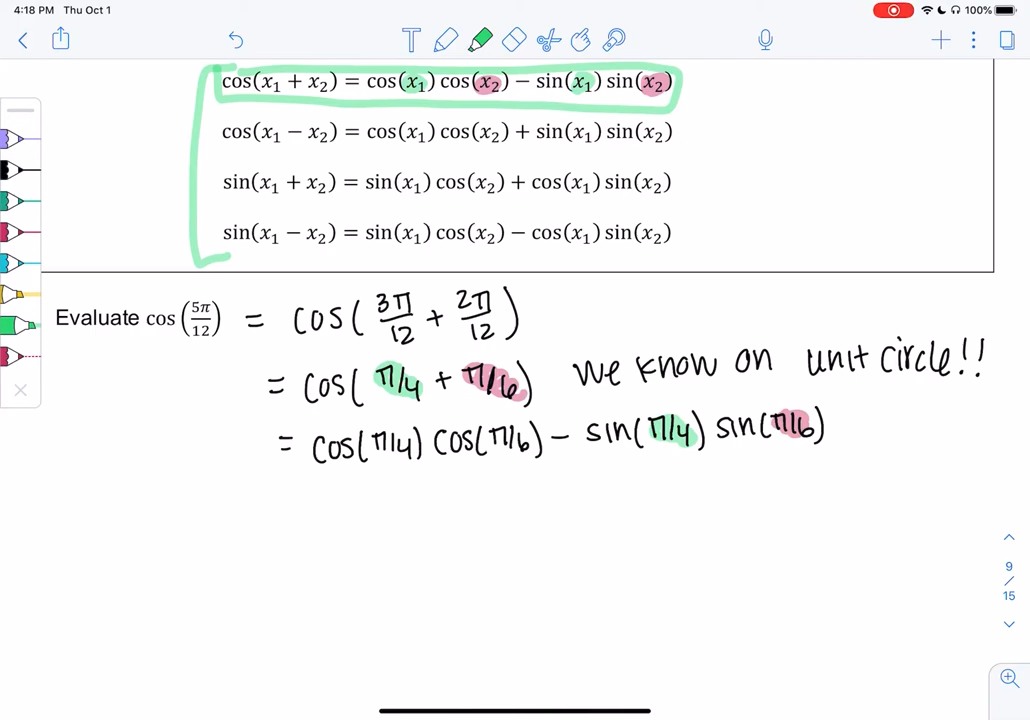 4:18 PM Thu Oct 1
100%
cos(x₁ + x₂) = cos(x₁) cos(x₂) − sin(x₁) sin(x₂)
cos(x₁ − x₂) = cos(x₁) cos(x₂) + sin(x₁) sin(x₂)
sin(x₁ + x₂) = sin(x₁) cos(x₂) + cos(x₁) sin(x₂)
sin(x₁ − x₂) = sin(x₁) cos(x₂) − cos(x₁) sin(x₂)
Evaluate cos (5π/12) = cos( 3π/12 + 2π/12 )
= cos( π/4 + π/6) we know on unit circle!!
= cos(π/4) cos(π/6) − sin(π/4) sin(π/6)
9
/
15